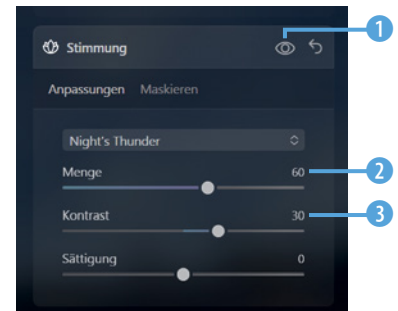 Stimmung
1
Anpassungen Maskieren
Night's Thunder
Menge 60
2
Kontrast 30
3
Sättigung 0